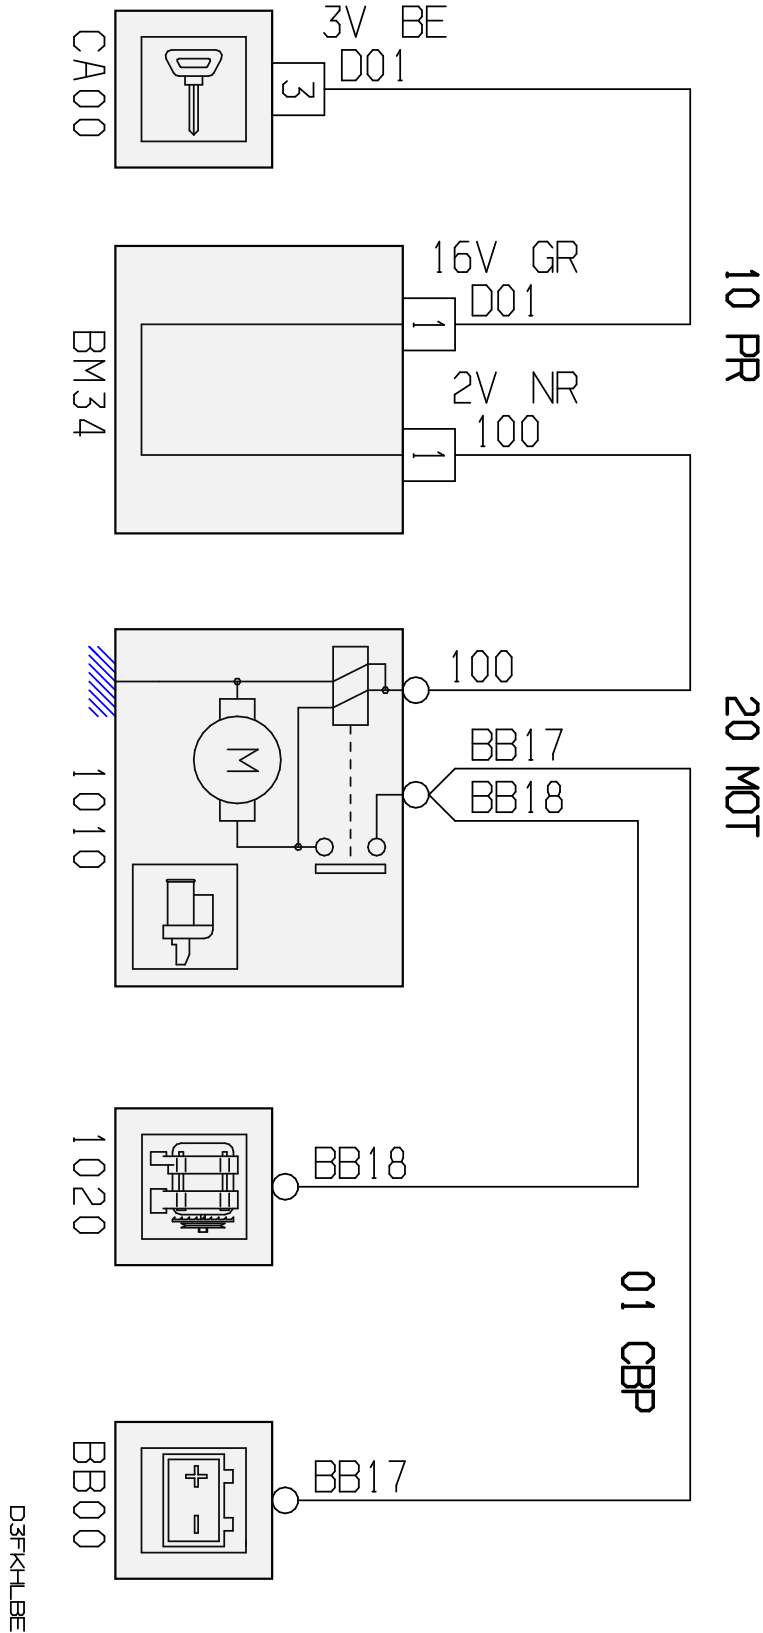 3V BE
D01
3
CA00
10 PR
16V GR
D01
1
2V NR
100
1
BM34
100
20 MOT
BB17
BB18
M
1010
BB18
1020
01 CBP
BB17
+
-
BB00
D3FKHLBE